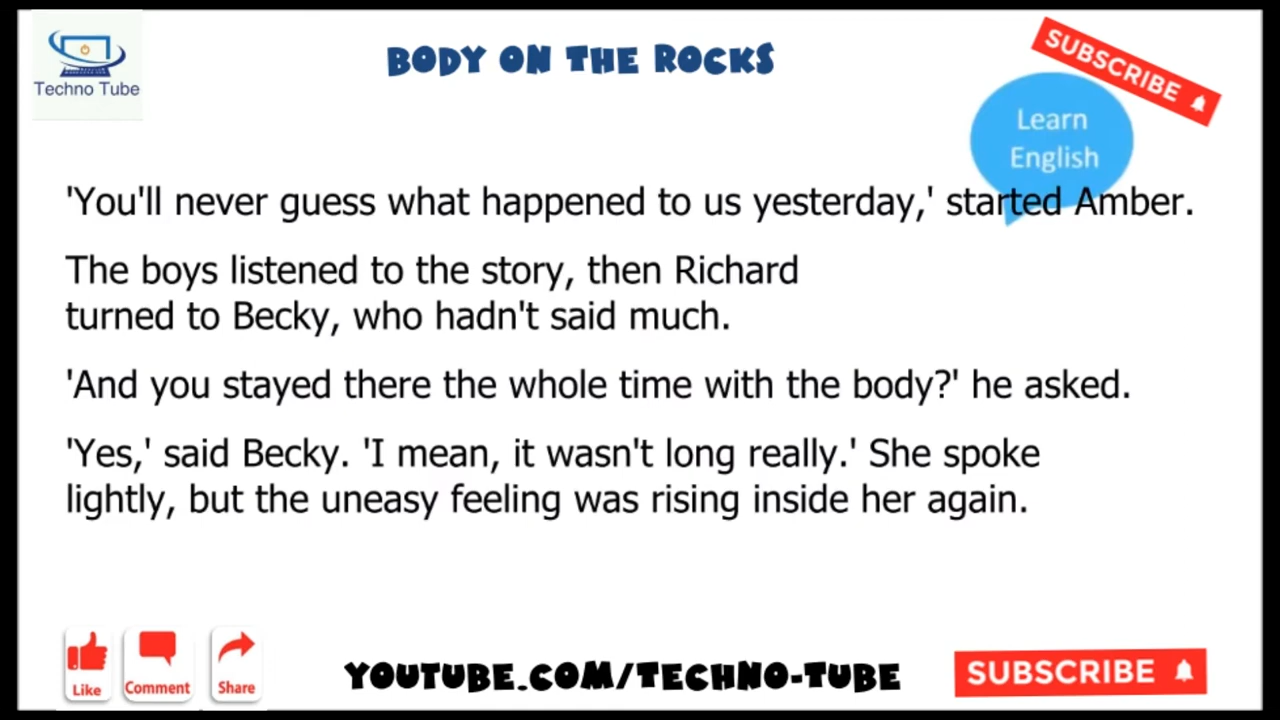 Techno Tube
BODY ON THE ROCKS
SUBSCRIBE
Learn
English
'You'll never guess what happened to us yesterday,' started Amber.
The boys listened to the story, then Richard
turned to Becky, who hadn't said much.
'And you stayed there the whole time with the body?' he asked.
'Yes,' said Becky. 'I mean, it wasn't long really.' She spoke
lightly, but the uneasy feeling was rising inside her again.
Like
Comment
Share
YOUTUBE.COM/TECHNO-TUBE
SUBSCRIBE